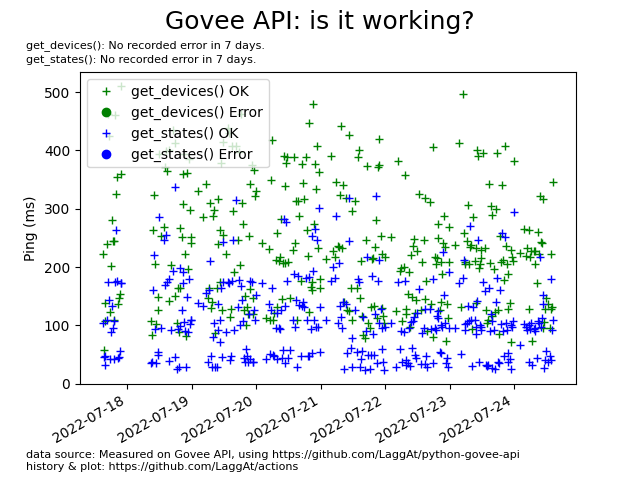 Govee API: is it working?
get_devices(): No recorded error in 7 days.
get_states(): No recorded error in 7 days.
get_devices() OK
get_devices() Error
get_states() OK
get_states() Error
Ping (ms)
500
400
300
200
100
0
2022-07-18
2022-07-19
2022-07-20
2022-07-21
2022-07-22
2022-07-23
2022-07-24
data source: Measured on Govee API, using https://github.com/LaggAt/python-govee-api
history & plot: https://github.com/LaggAt/actions